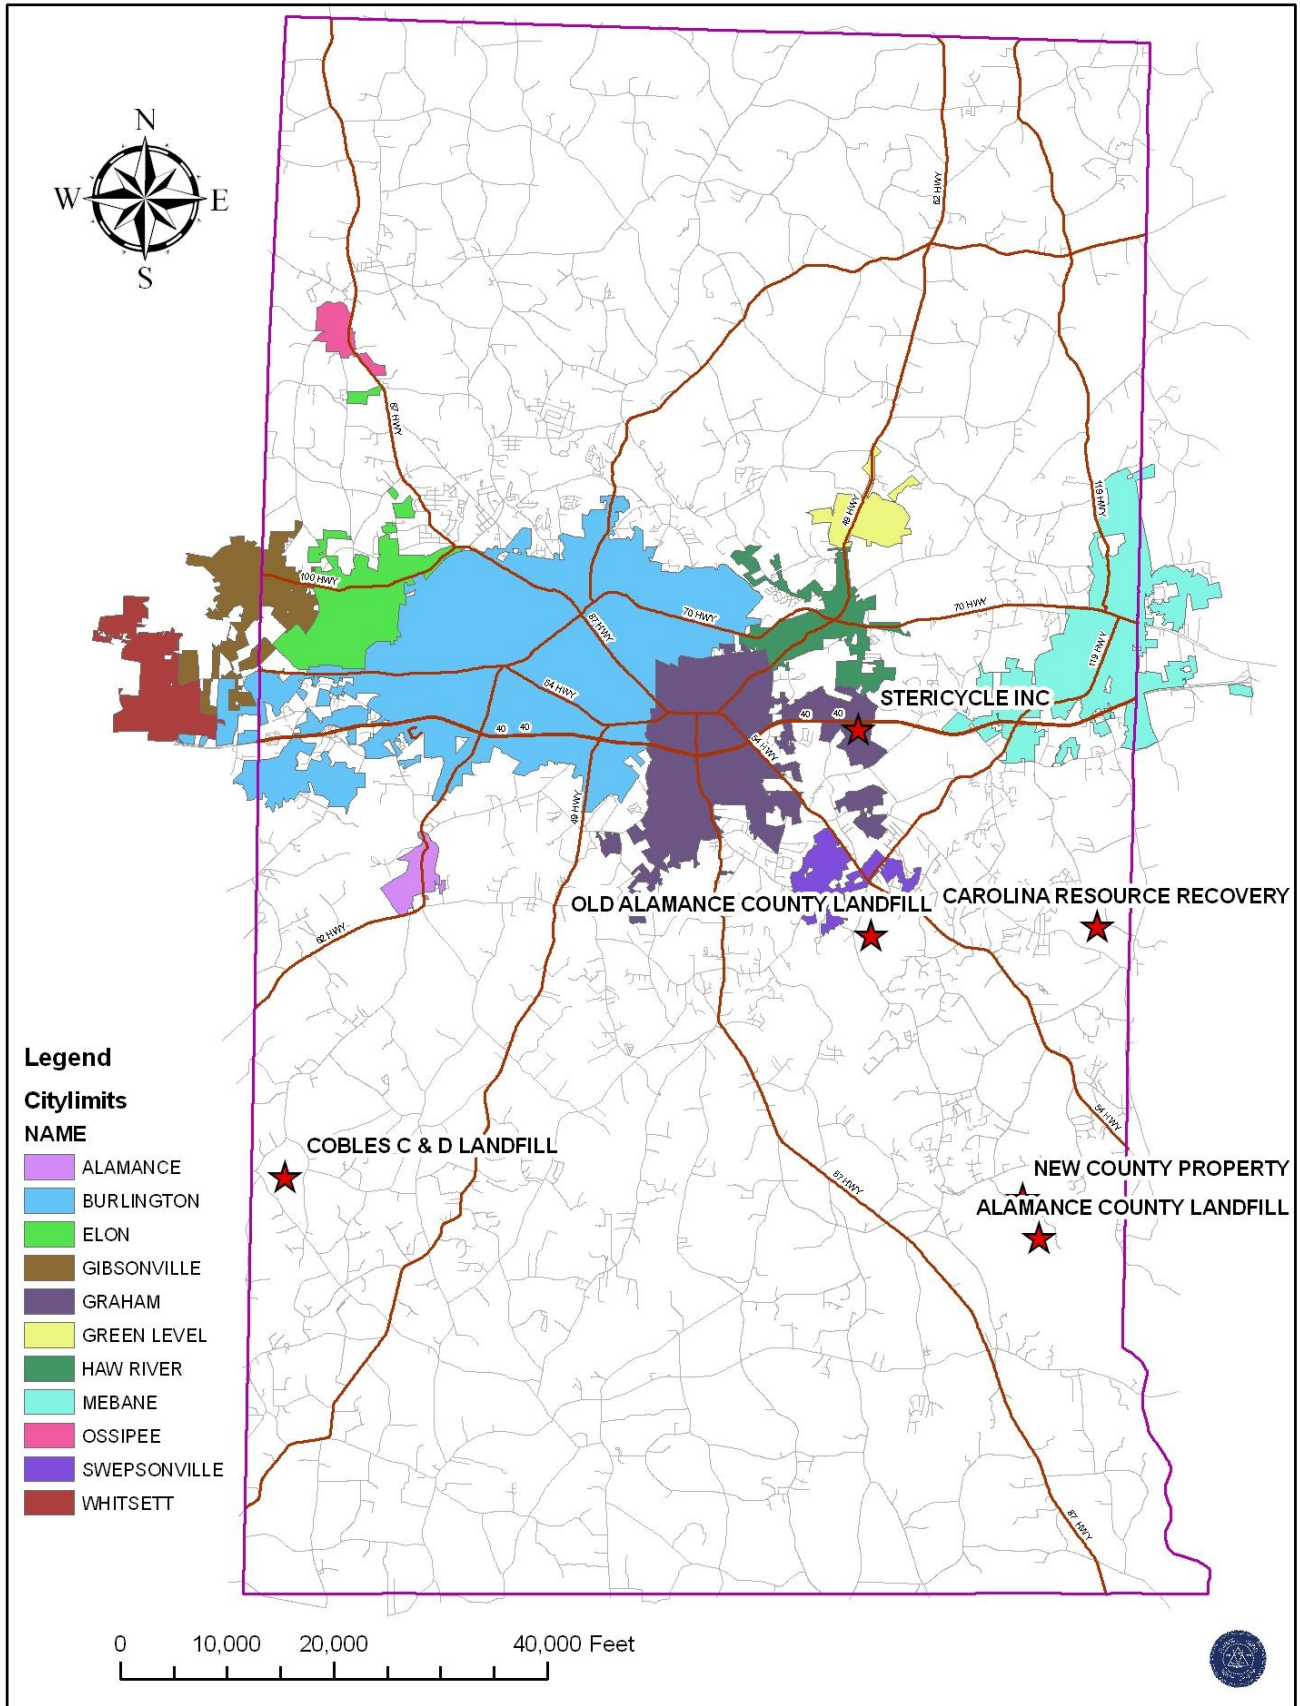 N
W E
S
62 HWY
87 HWY
119 HWY
49 HWY
100 HWY
70 HWY
87 HWY
70 HWY
119 HWY
54 HWY
STERICYCLE INC
40 40
40 40
54 HWY
49 HWY
OLD ALAMANCE COUNTY LANDFILL
CAROLINA RESOURCE RECOVERY
62 HWY
54 HWY
COBLES C & D LANDFILL
NEW COUNTY PROPERTY
87 HWY
ALAMANCE COUNTY LANDFILL
87 HWY
Legend
Citylimits
NAME
ALAMANCE
BURLINGTON
ELON
GIBSONVILLE
GRAHAM
GREEN LEVEL
HAW RIVER
MEBANE
OSSIPEE
SWEPSONVILLE
WHITSETT
0 10,000 20,000 40,000 Feet